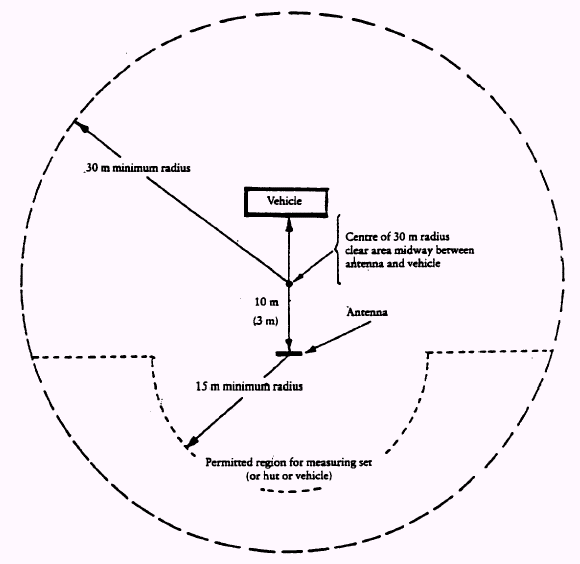 30 m minimum radius
Vehicle
Centre of 30 m radius
clear area midway between
antenna and vehicle
10 m
(3 m)
Antenna
15 m minimum radius
Permitted region for measuring set
(or hut or vehicle)